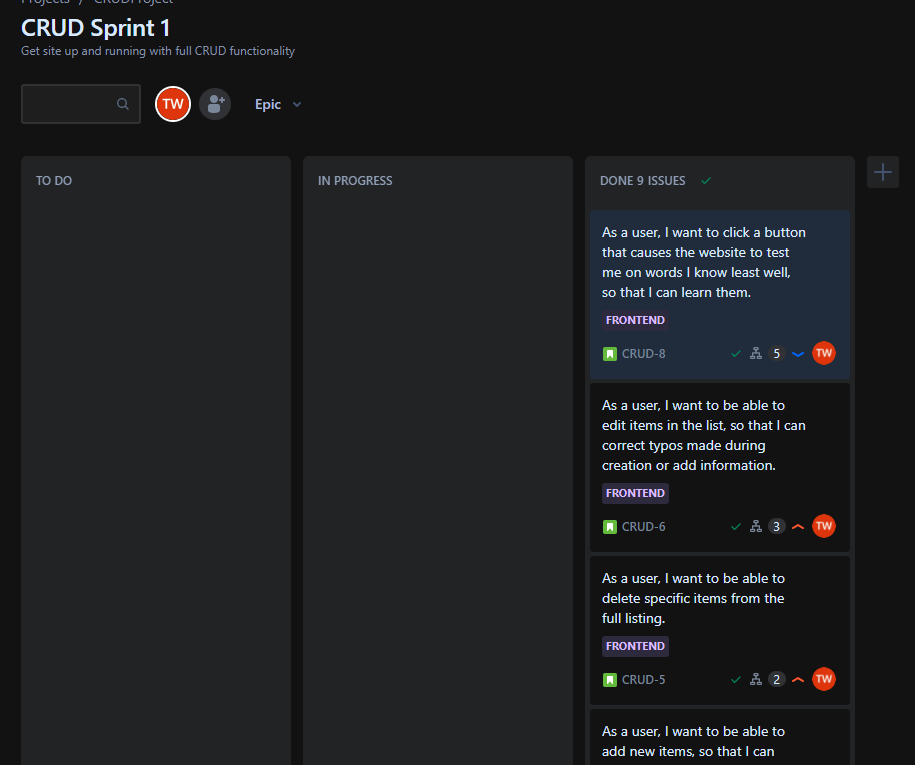 Projects / CRUDProject
CRUD Sprint 1
Get site up and running with full CRUD functionality
TW
Epic
TO DO
IN PROGRESS
DONE 9 ISSUES
As a user, I want to click a button
that causes the website to test
me on words I know least well,
so that I can learn them.
FRONTEND
CRUD-8
5
TW
As a user, I want to be able to
edit items in the list, so that I can
correct typos made during
creation or add information.
FRONTEND
CRUD-6
3
TW
As a user, I want to be able to
delete specific items from the
full listing.
FRONTEND
CRUD-5
2
TW
As a user, I want to be able to
add new items, so that I can